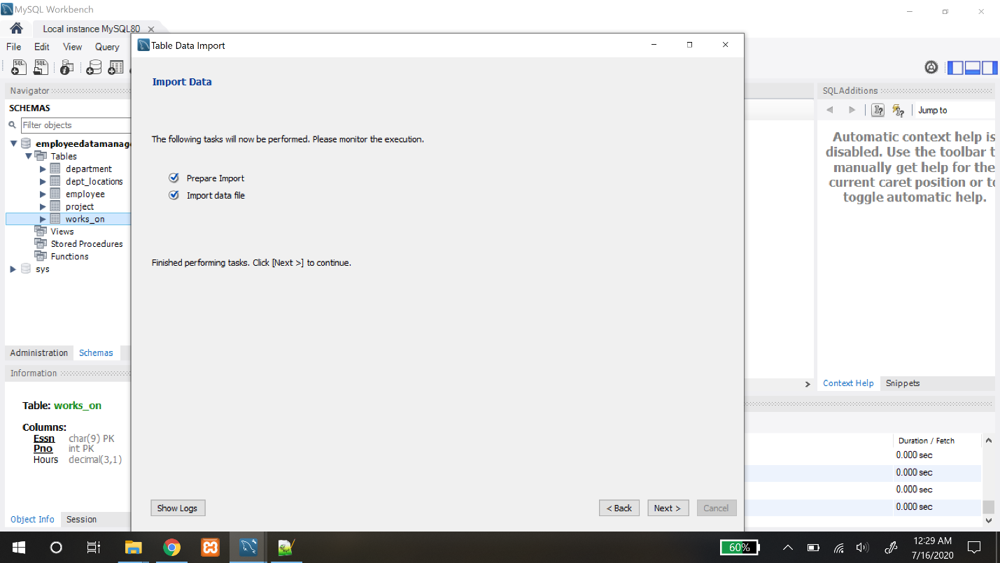 MySQL Workbench
Local instance MySQL80
File Edit View Query
Table Data Import
Import Data
The following tasks will now be performed. Please monitor the execution.
Prepare Import
Import data file
Finished performing tasks. Click [Next >] to continue.
Show Logs
< Back
Next >
Cancel
Navigator
SCHEMAS
Filter objects
employeedatamanag
Tables
department
dept_locations
employee
project
works_on
Views
Stored Procedures
Functions
sys
Administration Schemas
Information
Table: works_on
Columns:
Essn char(9) PK
Pno int PK
Hours decimal(3,1)
Object Info Session
SQLAdditions
Jump to
Automatic context help is
disabled. Use the toolbar t
manually get help for the
current caret position or to
toggle automatic help.
Context Help Snippets
Duration / Fetch
0.000 sec
0.000 sec
0.000 sec
0.000 sec
60%
12:29 AM
7/16/2020